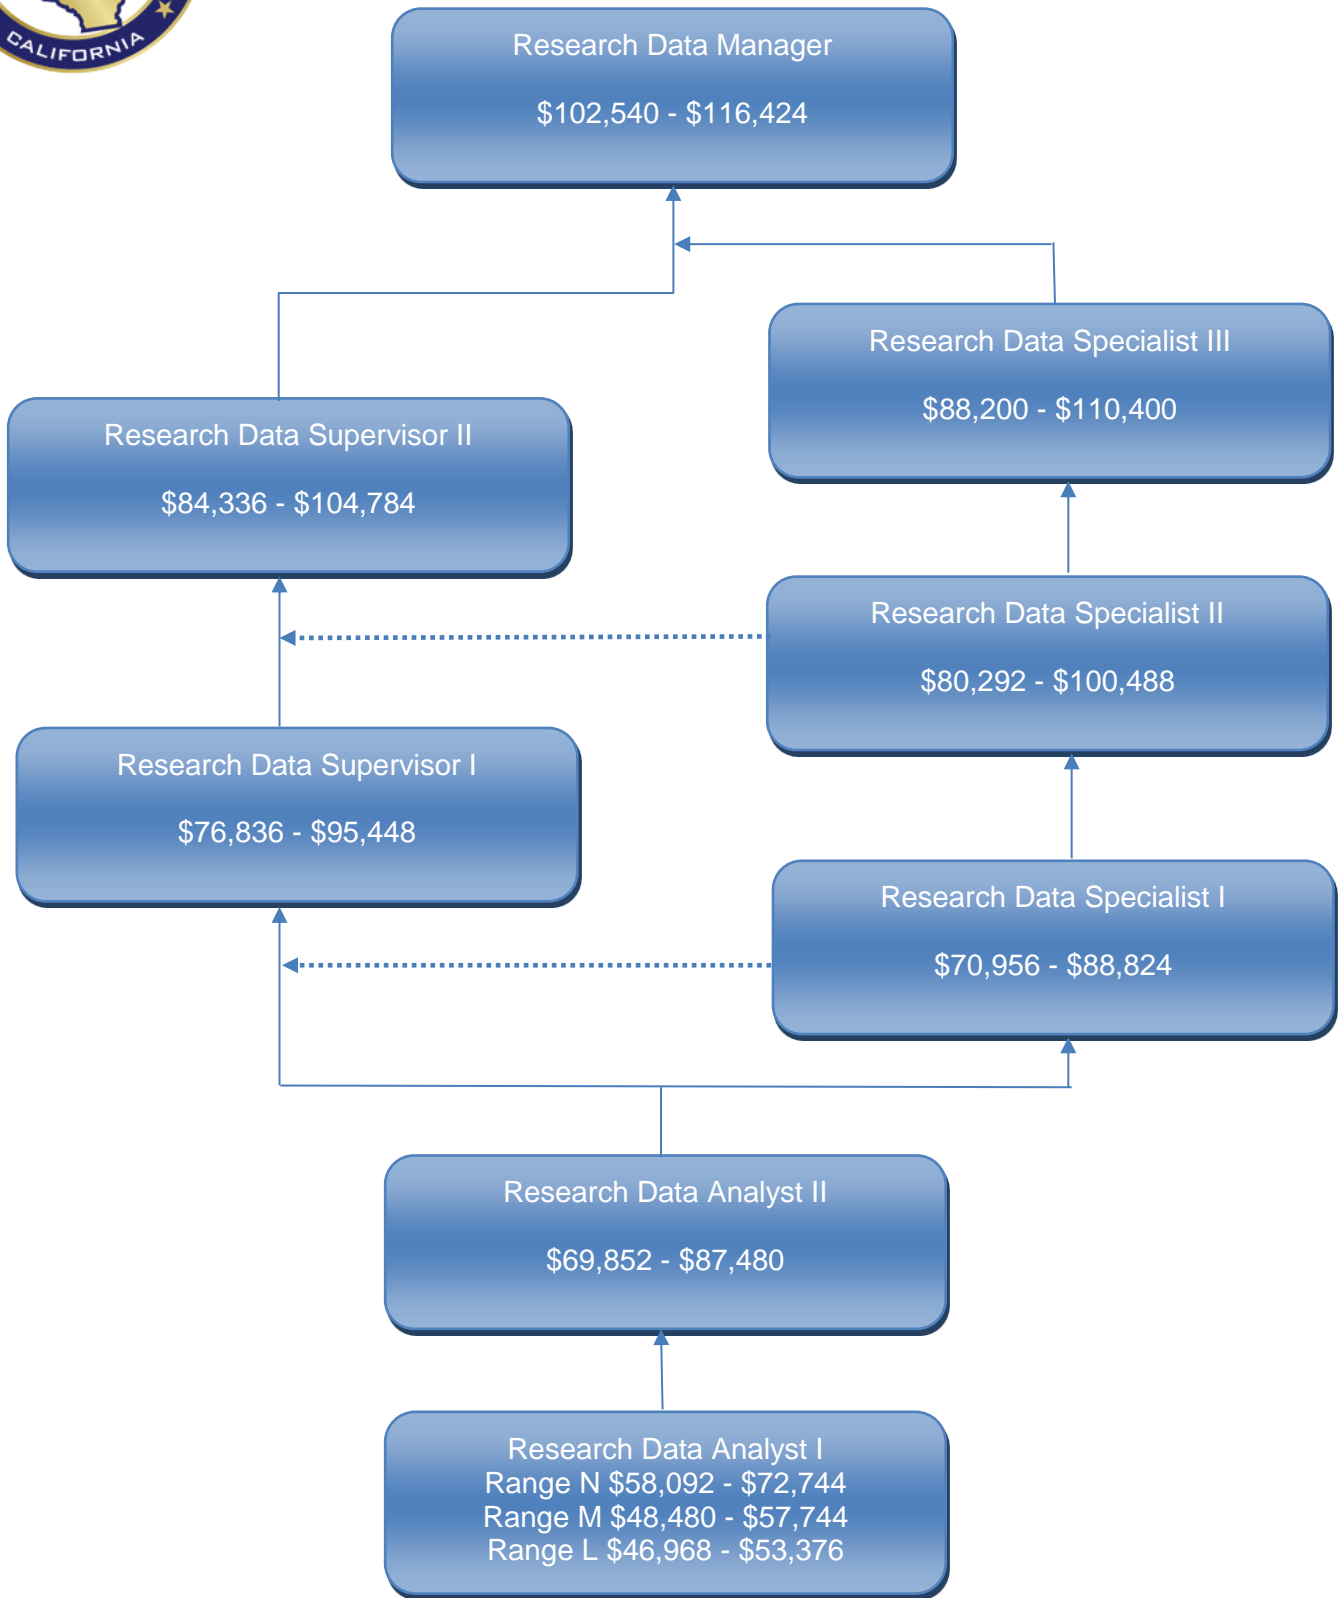 CALIFORNIA
Research Data Manager
$102,540 - $116,424
Research Data Specialist III
$88,200 - $110,400
Research Data Supervisor II
$84,336 - $104,784
Research Data Specialist II
$80,292 - $100,488
Research Data Supervisor I
$76,836 - $95,448
Research Data Specialist I
$70,956 - $88,824
Research Data Analyst II
$69,852 - $87,480
Research Data Analyst I
Range N $58,092 - $72,744
Range M $48,480 - $57,744
Range L $46,968 - $53,376